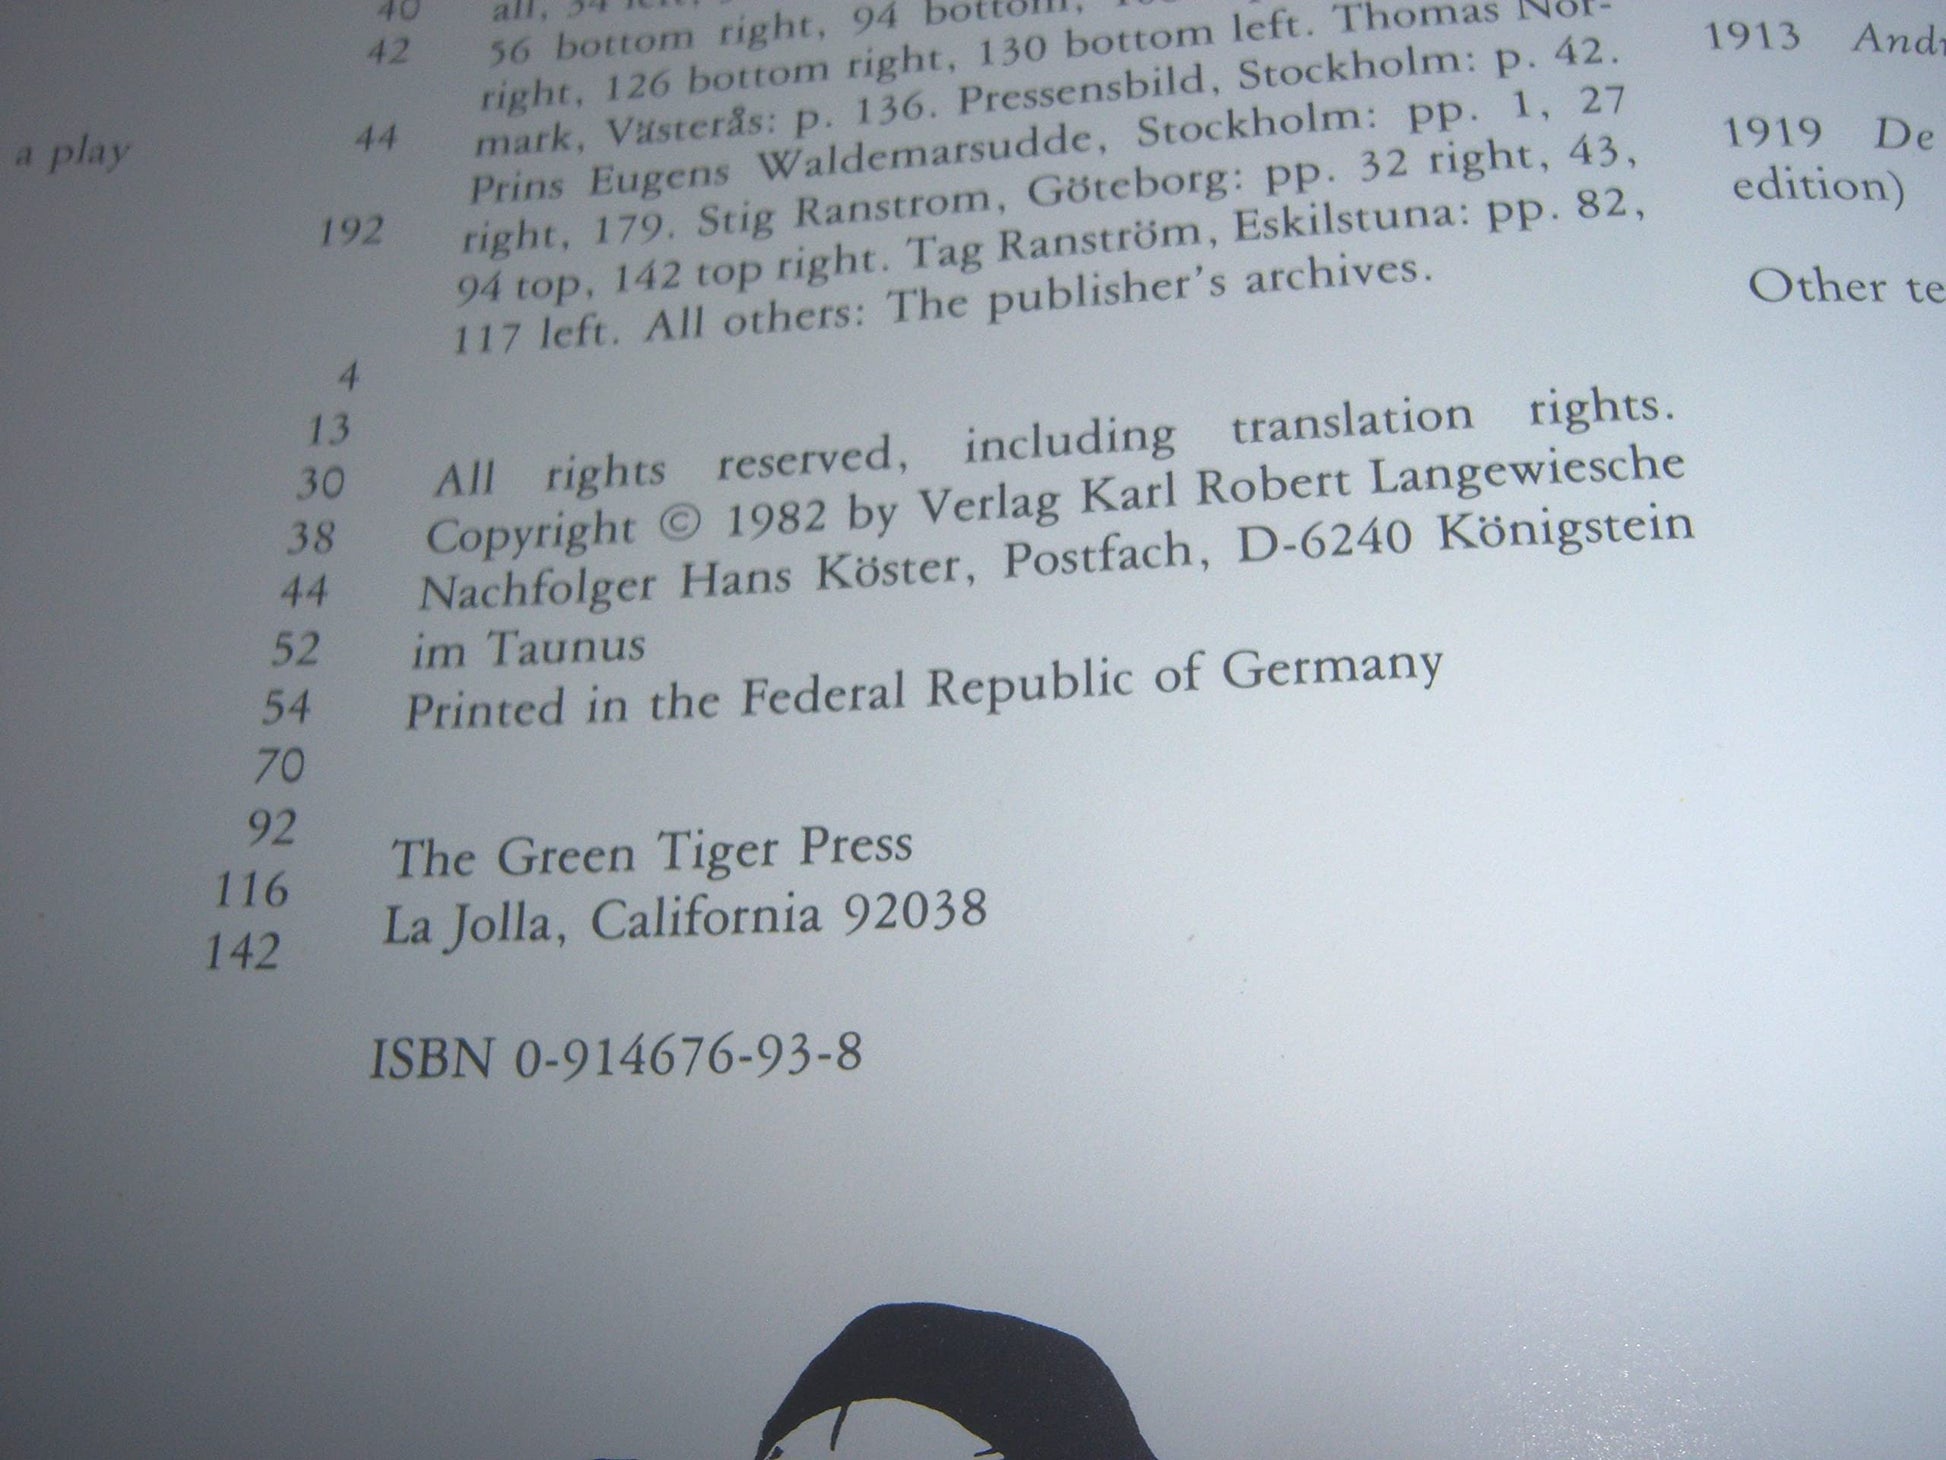 a play
40
42
44
192
4
13
30
38
44
52
54
70
92
116
142
56 bottom right, 94 bottom,
right, 126 bottom right, 130 bottom left. Thomas Nor-
mark, Västerås: p. 136. Pressensbild, Stockholm: p. 42.
Prins Eugens Waldemarsudde, Stockholm: pp. 1, 27
right, 179. Stig Ranstrom, Göteborg: pp. 32 right, 43,
94 top, 142 top right. Tag Ranström, Eskilstuna: pp. 82,
117 left. All others: The publisher's archives.
All rights reserved, including translation rights.
Copyright © 1982 by Verlag Karl Robert Langewiesche
Nachfolger Hans Köster, Postfach, D-6240 Königstein
im Taunus
Printed in the Federal Republic of Germany
The Green Tiger Press
La Jolla, California 92038
ISBN 0-914676-93-8
1913 Andr
1919 De
edition)
Other te